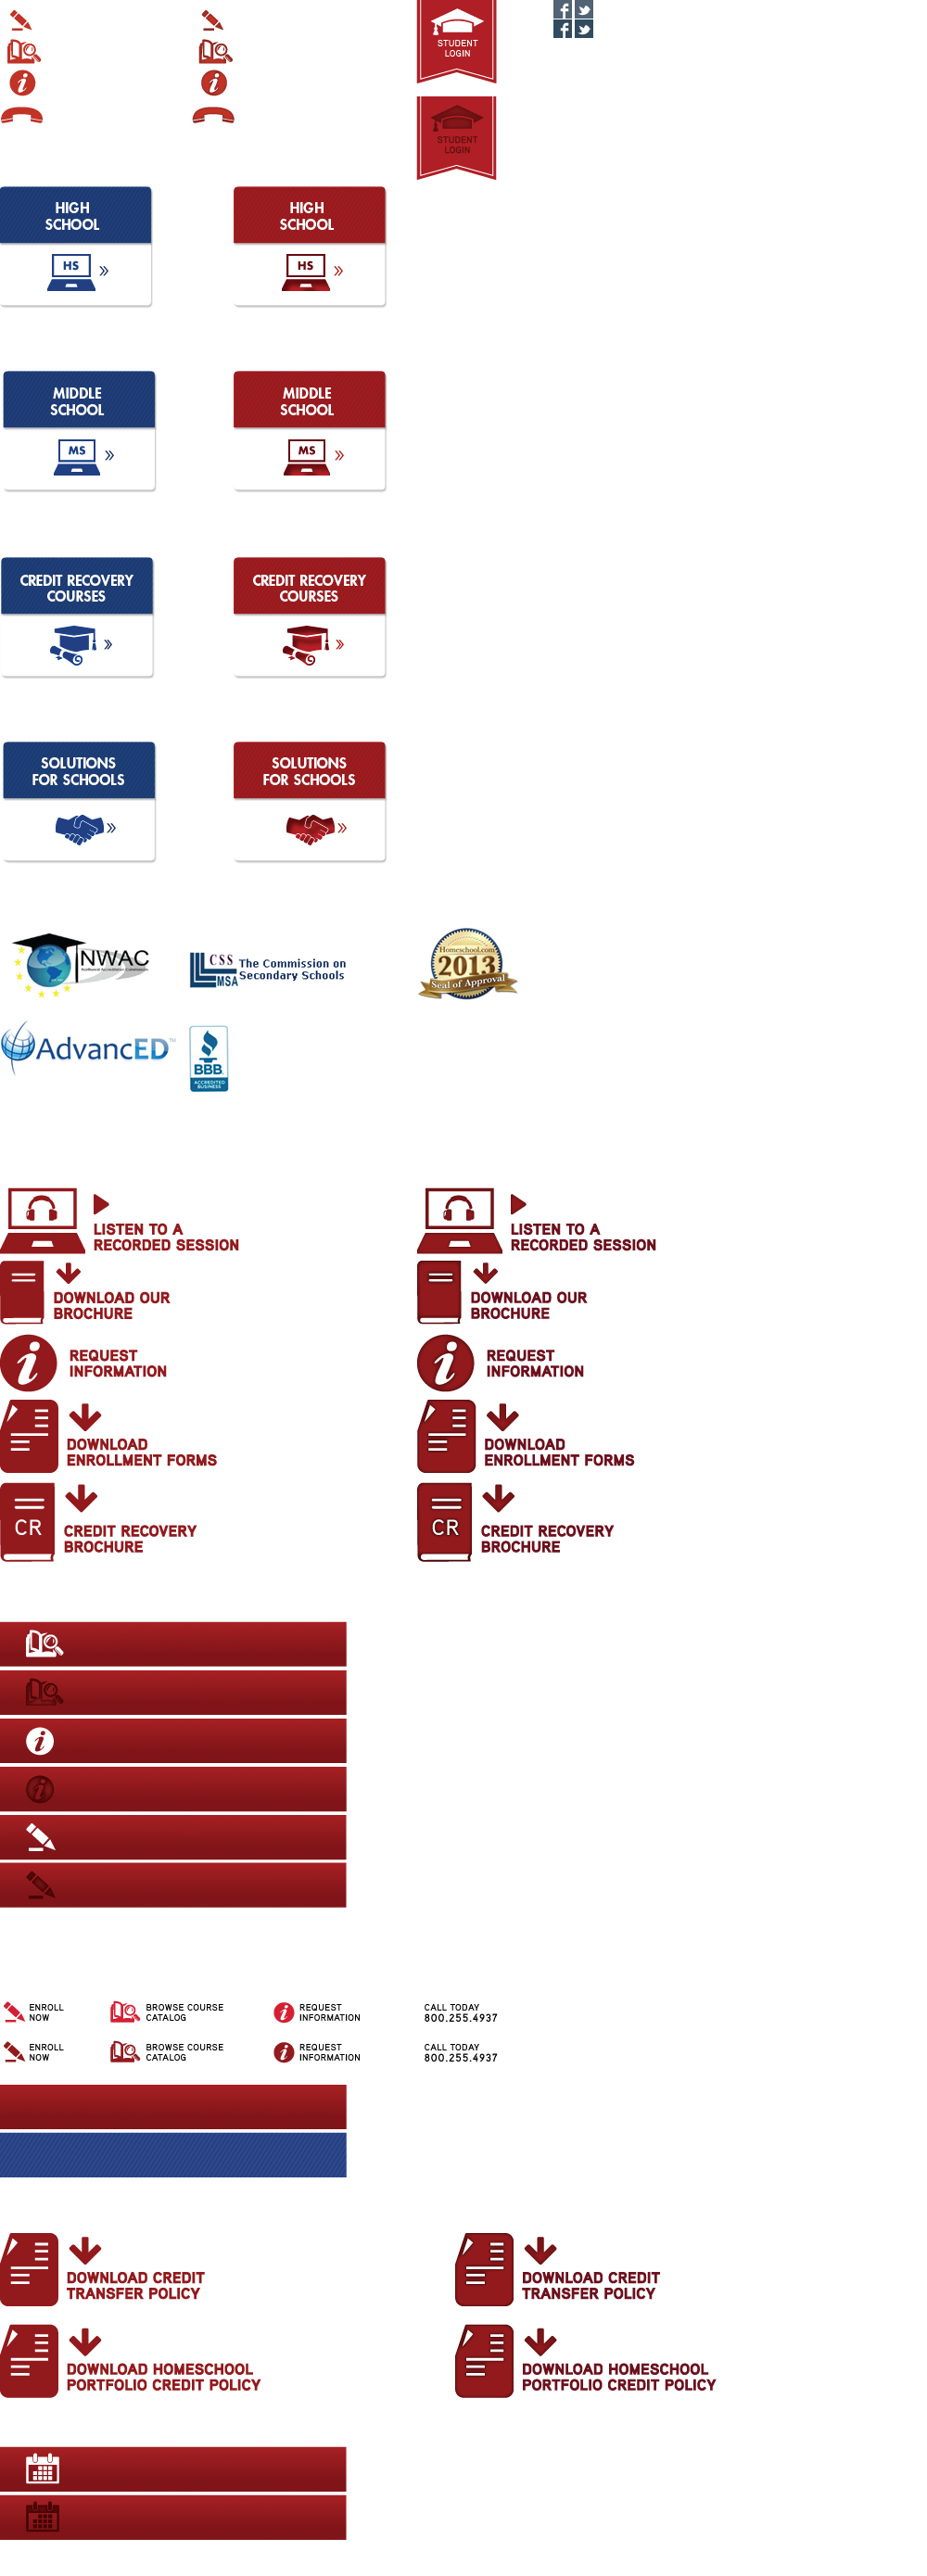 STUDENT
LOGIN
STUDENT
LOGIN
HIGH
SCHOOL
HS
HIGH
SCHOOL
HS
MIDDLE
SCHOOL
MS
MIDDLE
SCHOOL
MS
CREDIT RECOVERY
COURSES
CREDIT RECOVERY
COURSES
SOLUTIONS
FOR SCHOOLS
SOLUTIONS
FOR SCHOOLS
NWAC
Northwest Accreditation Commission
CSS
MSA
The Commission on
Secondary Schools
Homeschool.com
2013
Seal of Approval
AdvancED™
BBB
ACCREDITED
BUSINESS
LISTEN TO A
RECORDED SESSION
LISTEN TO A
RECORDED SESSION
DOWNLOAD OUR
BROCHURE
DOWNLOAD OUR
BROCHURE
REQUEST
INFORMATION
REQUEST
INFORMATION
DOWNLOAD
ENROLLMENT FORMS
DOWNLOAD
ENROLLMENT FORMS
CR
CREDIT RECOVERY
BROCHURE
CR
CREDIT RECOVERY
BROCHURE
ENROLL
NOW
BROWSE COURSE
CATALOG
REQUEST
INFORMATION
CALL TODAY
800.255.4937
ENROLL
NOW
BROWSE COURSE
CATALOG
REQUEST
INFORMATION
CALL TODAY
800.255.4937
DOWNLOAD CREDIT
TRANSFER POLICY
DOWNLOAD CREDIT
TRANSFER POLICY
DOWNLOAD HOMESCHOOL
PORTFOLIO CREDIT POLICY
DOWNLOAD HOMESCHOOL
PORTFOLIO CREDIT POLICY